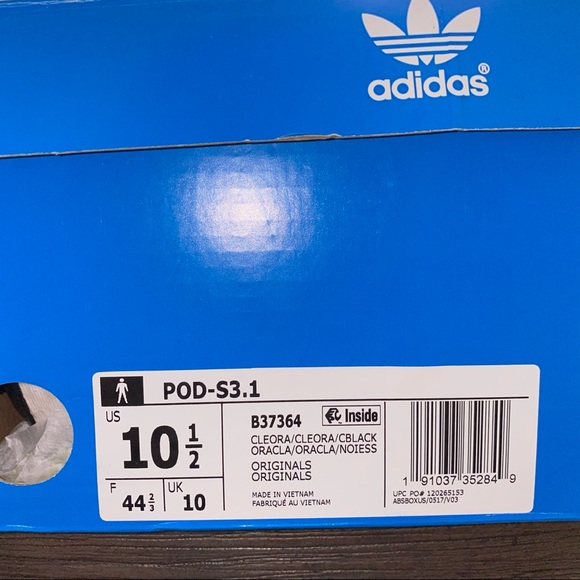 adidas®
POD-S3.1
US
10 1/2
F
44 2/3
UK
10
B37364
Inside
CLEORA/CLEORA/CBLACK
ORACLA/ORACLA/NOIESS
ORIGINALS
ORIGINALS
MADE IN VIETNAM
FABRIQUÉ AU VIETNAM
1 91037 35284 9
UPC PO# 120265153
ABSBOXUS/0517/V03